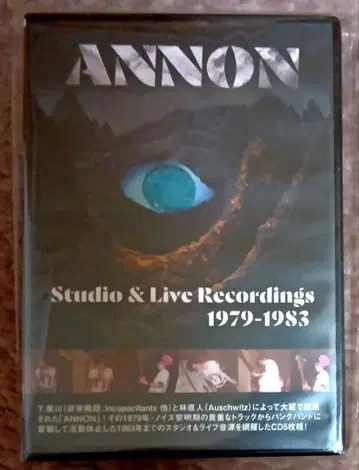 ANNON
Studio & Live Recordings
1979-1983
T.美川(非常階段、Incapacitants 他)と林直人(Auschwitz)によって大阪で結成
された「ANNON」！その1979年・ノイズ黎明期の貴重なトラックからパンクバンドに
変貌して活動休止した1983年までのスタジオ&ライブ音源を網羅したCD5枚組!